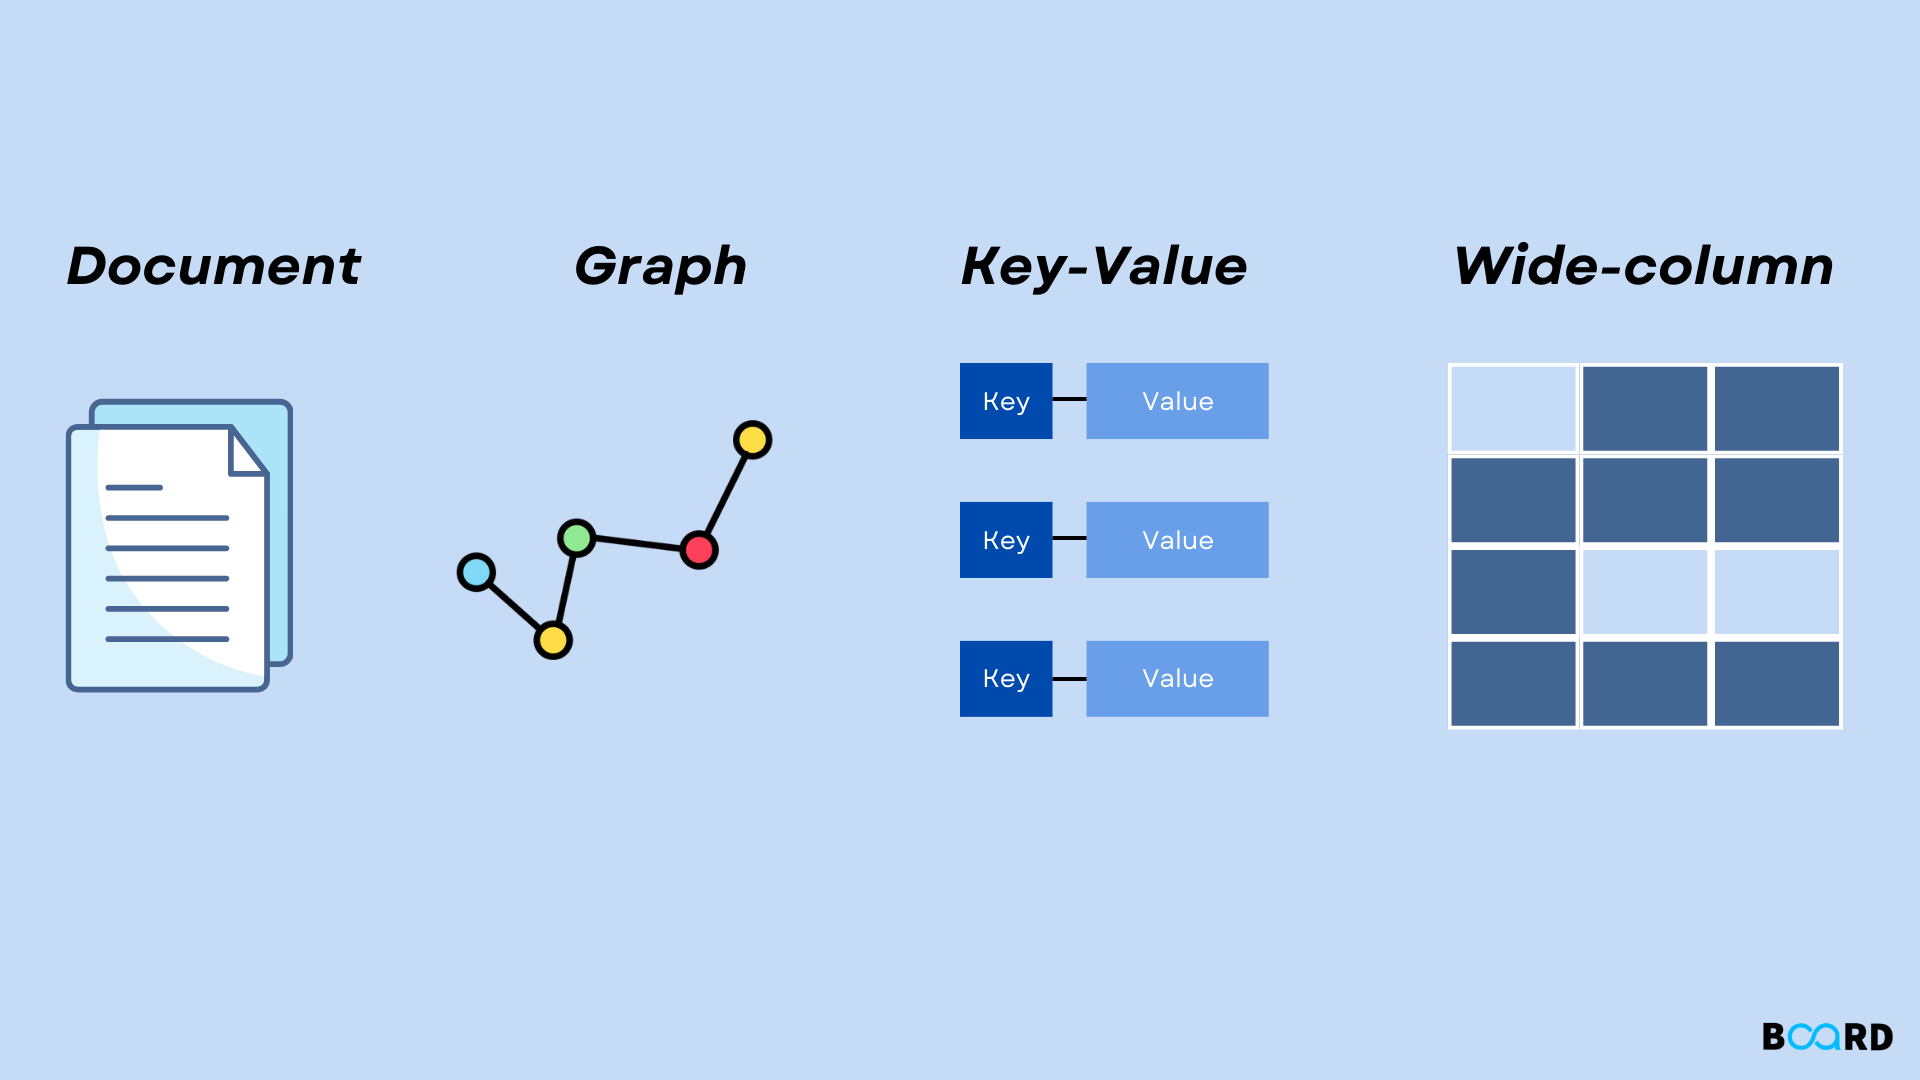 Document
Graph
Key-Value
Wide-column
Key
Value
Key
Value
Key
Value
BOARD